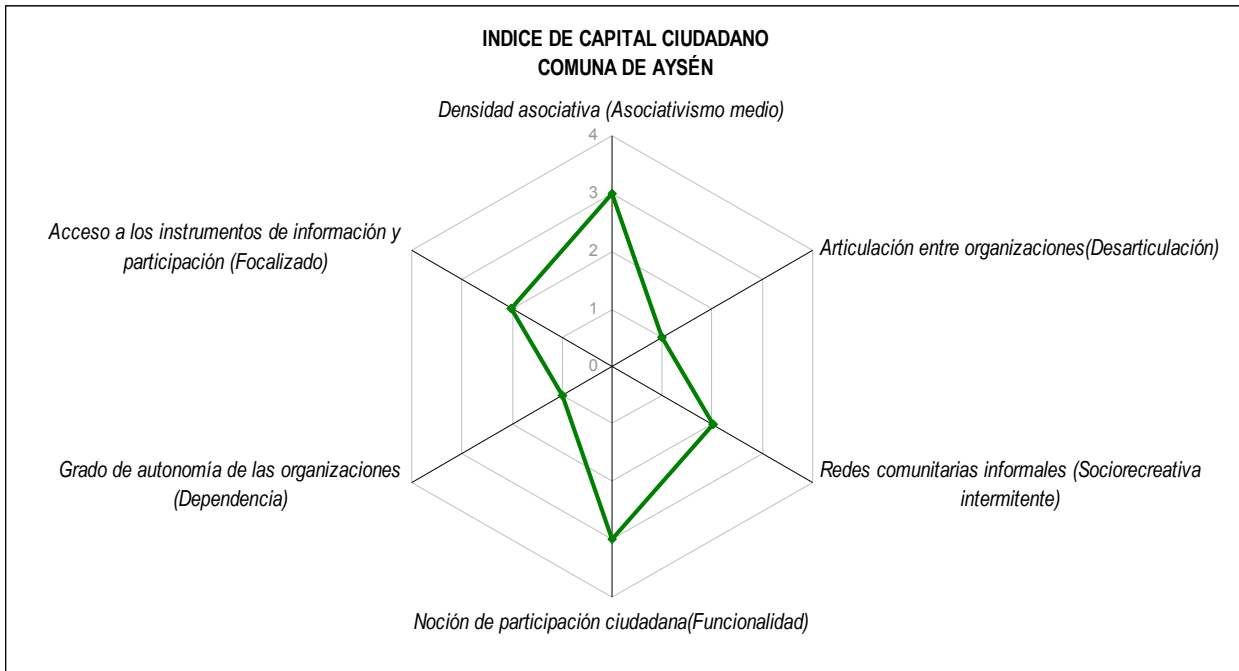 INDICE DE CAPITAL CIUDADANO
COMUNA DE AYSÉN
Densidad asociativa (Asociativismo medio)
4
3
2
1
0
Acceso a los instrumentos de información y
participación (Focalizado)
Articulación entre organizaciones(Desarticulación)
Grado de autonomía de las organizaciones
(Dependencia)
Redes comunitarias informales (Sociorecreativa
intermitente)
Noción de participación ciudadana(Funcionalidad)